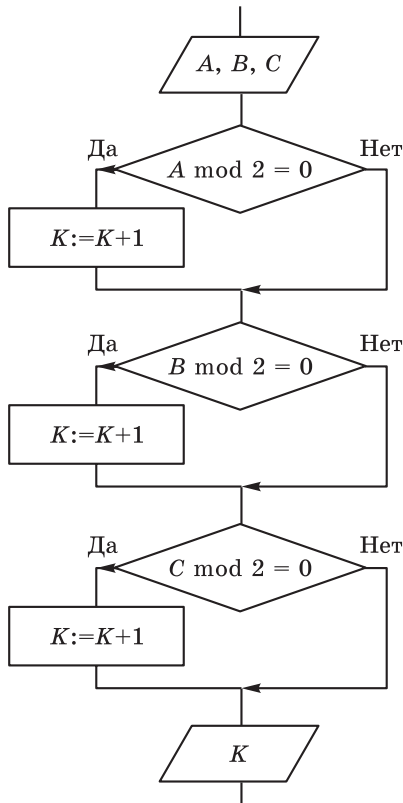 A, B, C
Да
Нет
A mod 2 = 0
K:=K+1
Да
Нет
B mod 2 = 0
K:=K+1
Да
Нет
C mod 2 = 0
K:=K+1
K